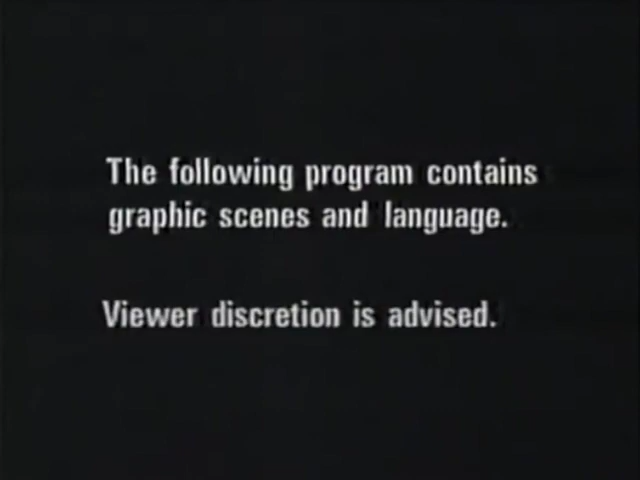 The following program contains
graphic scenes and language.
Viewer discretion is advised.